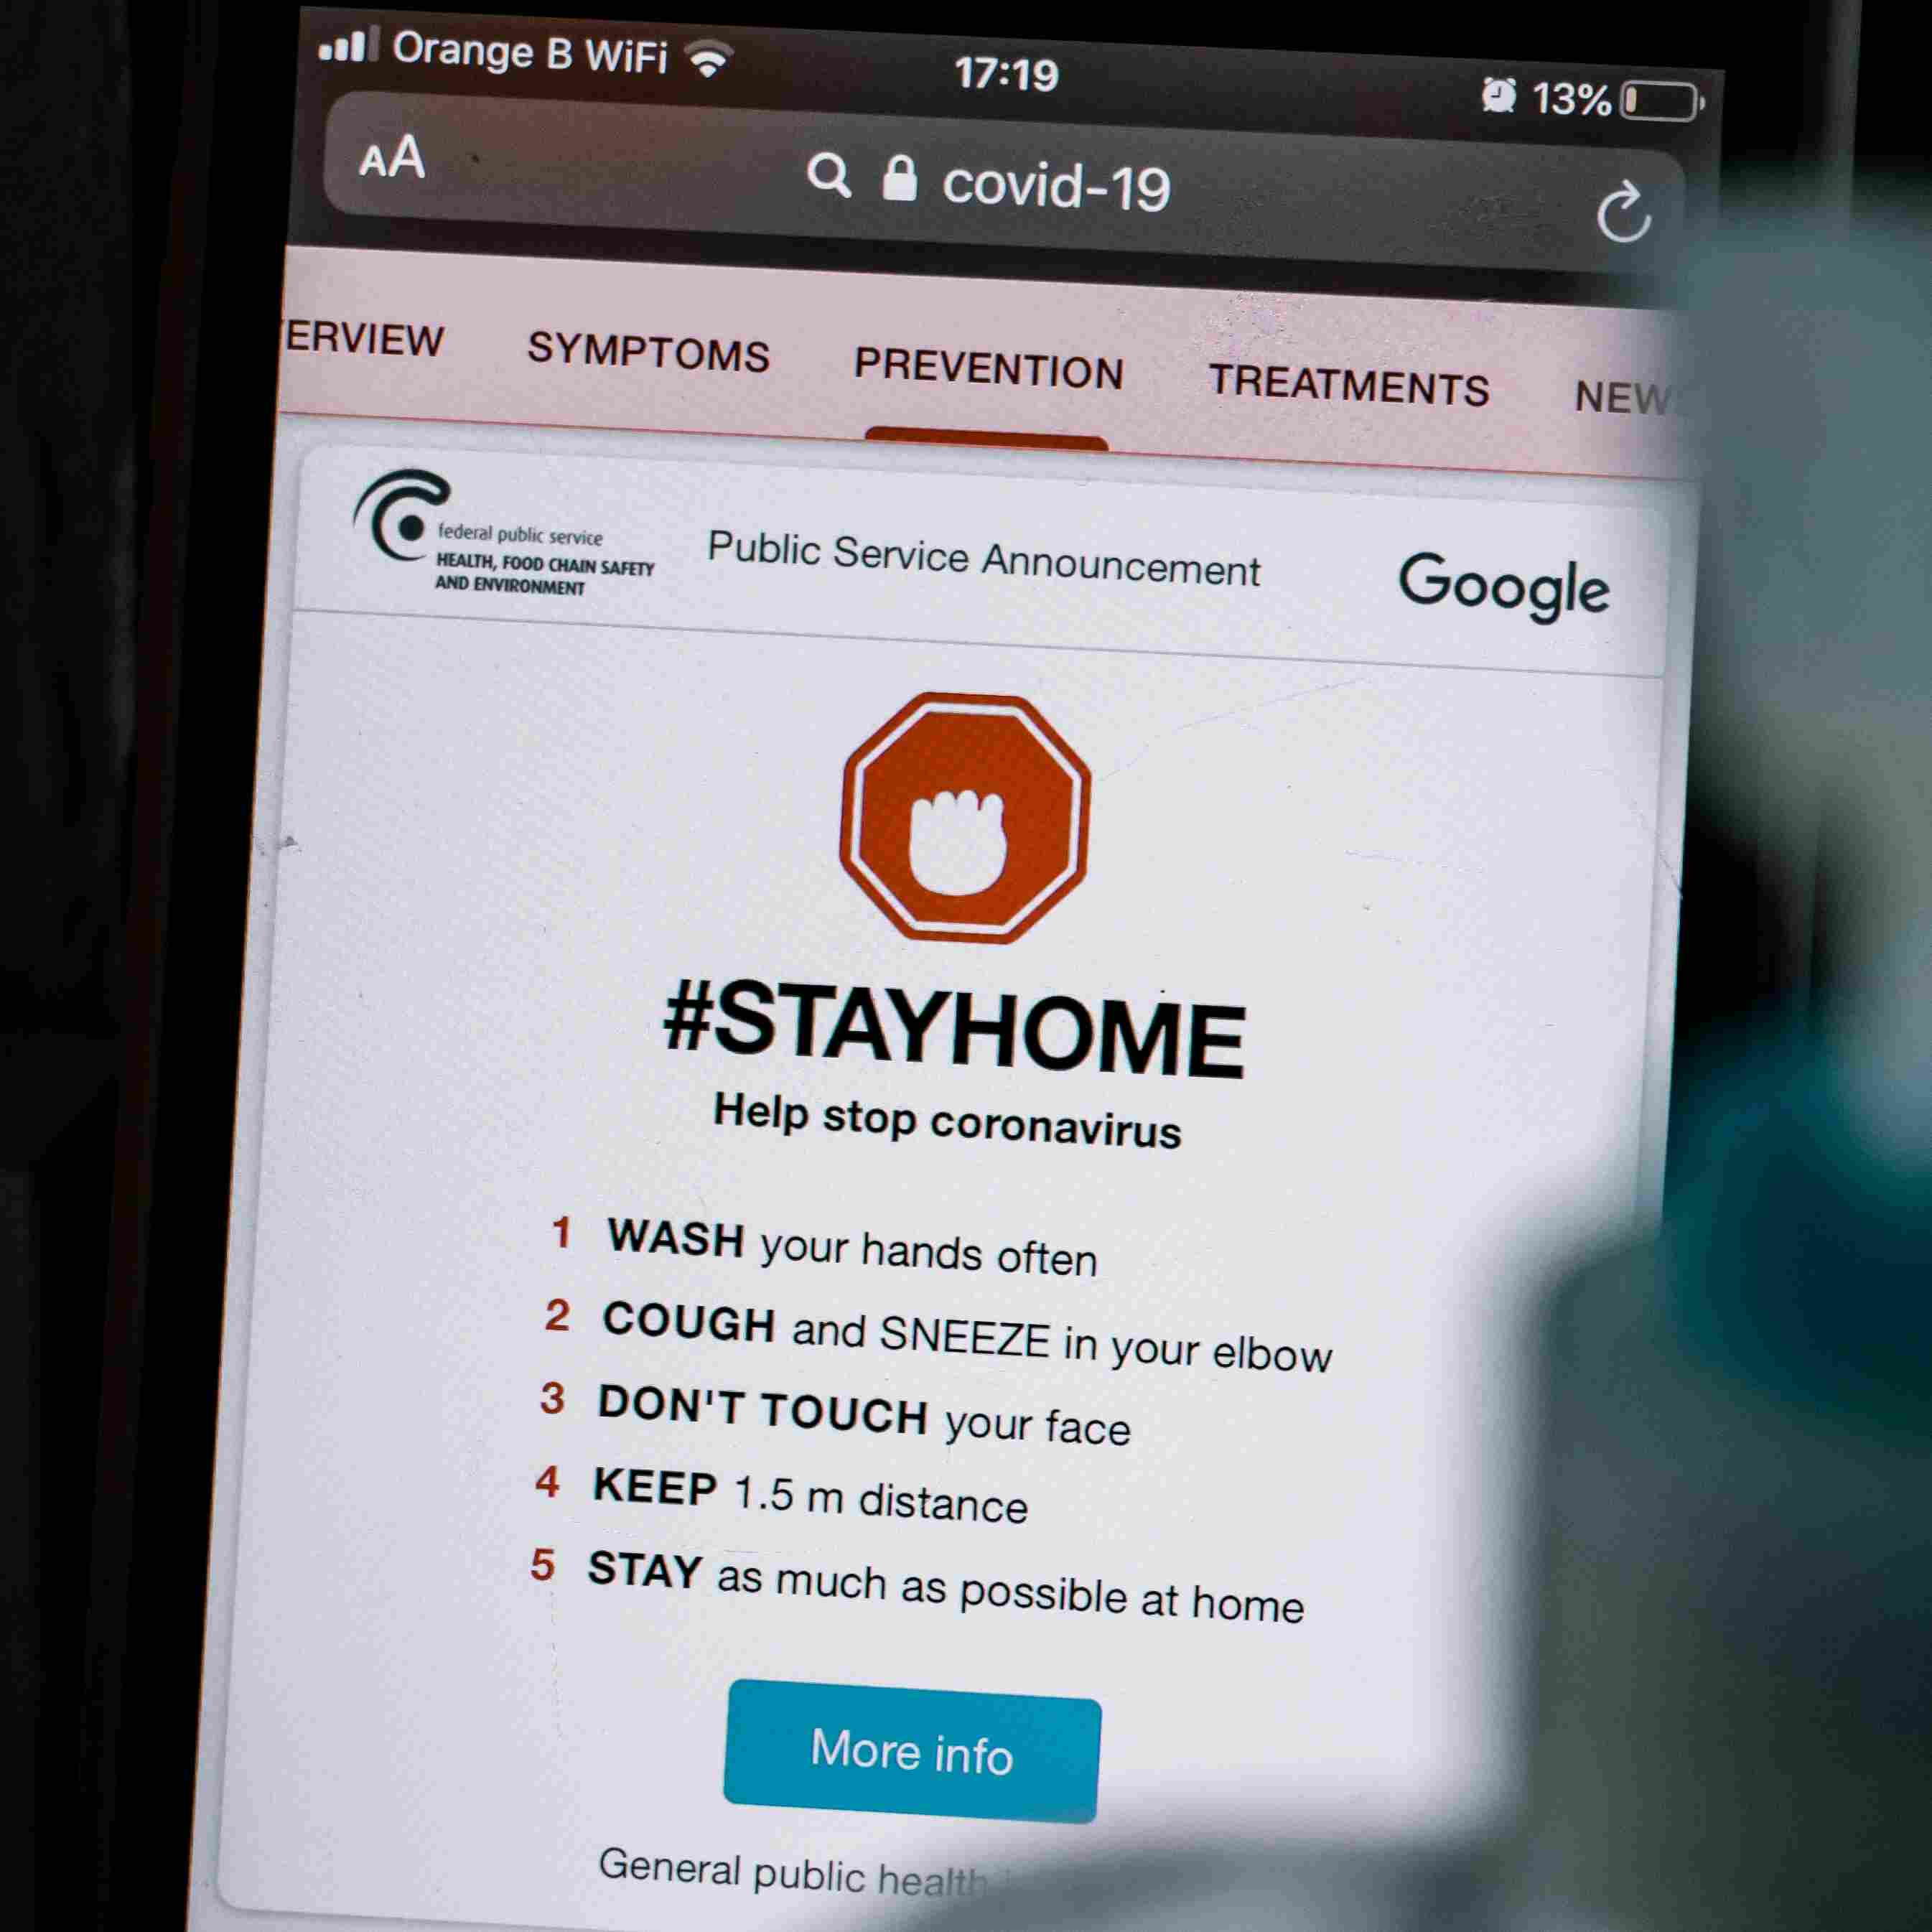 Orange B WiFi 17:19 13%
AA covid-19
ERVIEW SYMPTOMS PREVENTION TREATMENTS NEW
federal public service
HEALTH, FOOD CHAIN SAFETY
AND ENVIRONMENT
Public Service Announcement
Google
#STAYHOME
Help stop coronavirus
1 WASH your hands often
2 COUGH and SNEEZE in your elbow
3 DON'T TOUCH your face
4 KEEP 1.5 m distance
5 STAY as much as possible at home
More info
General public health